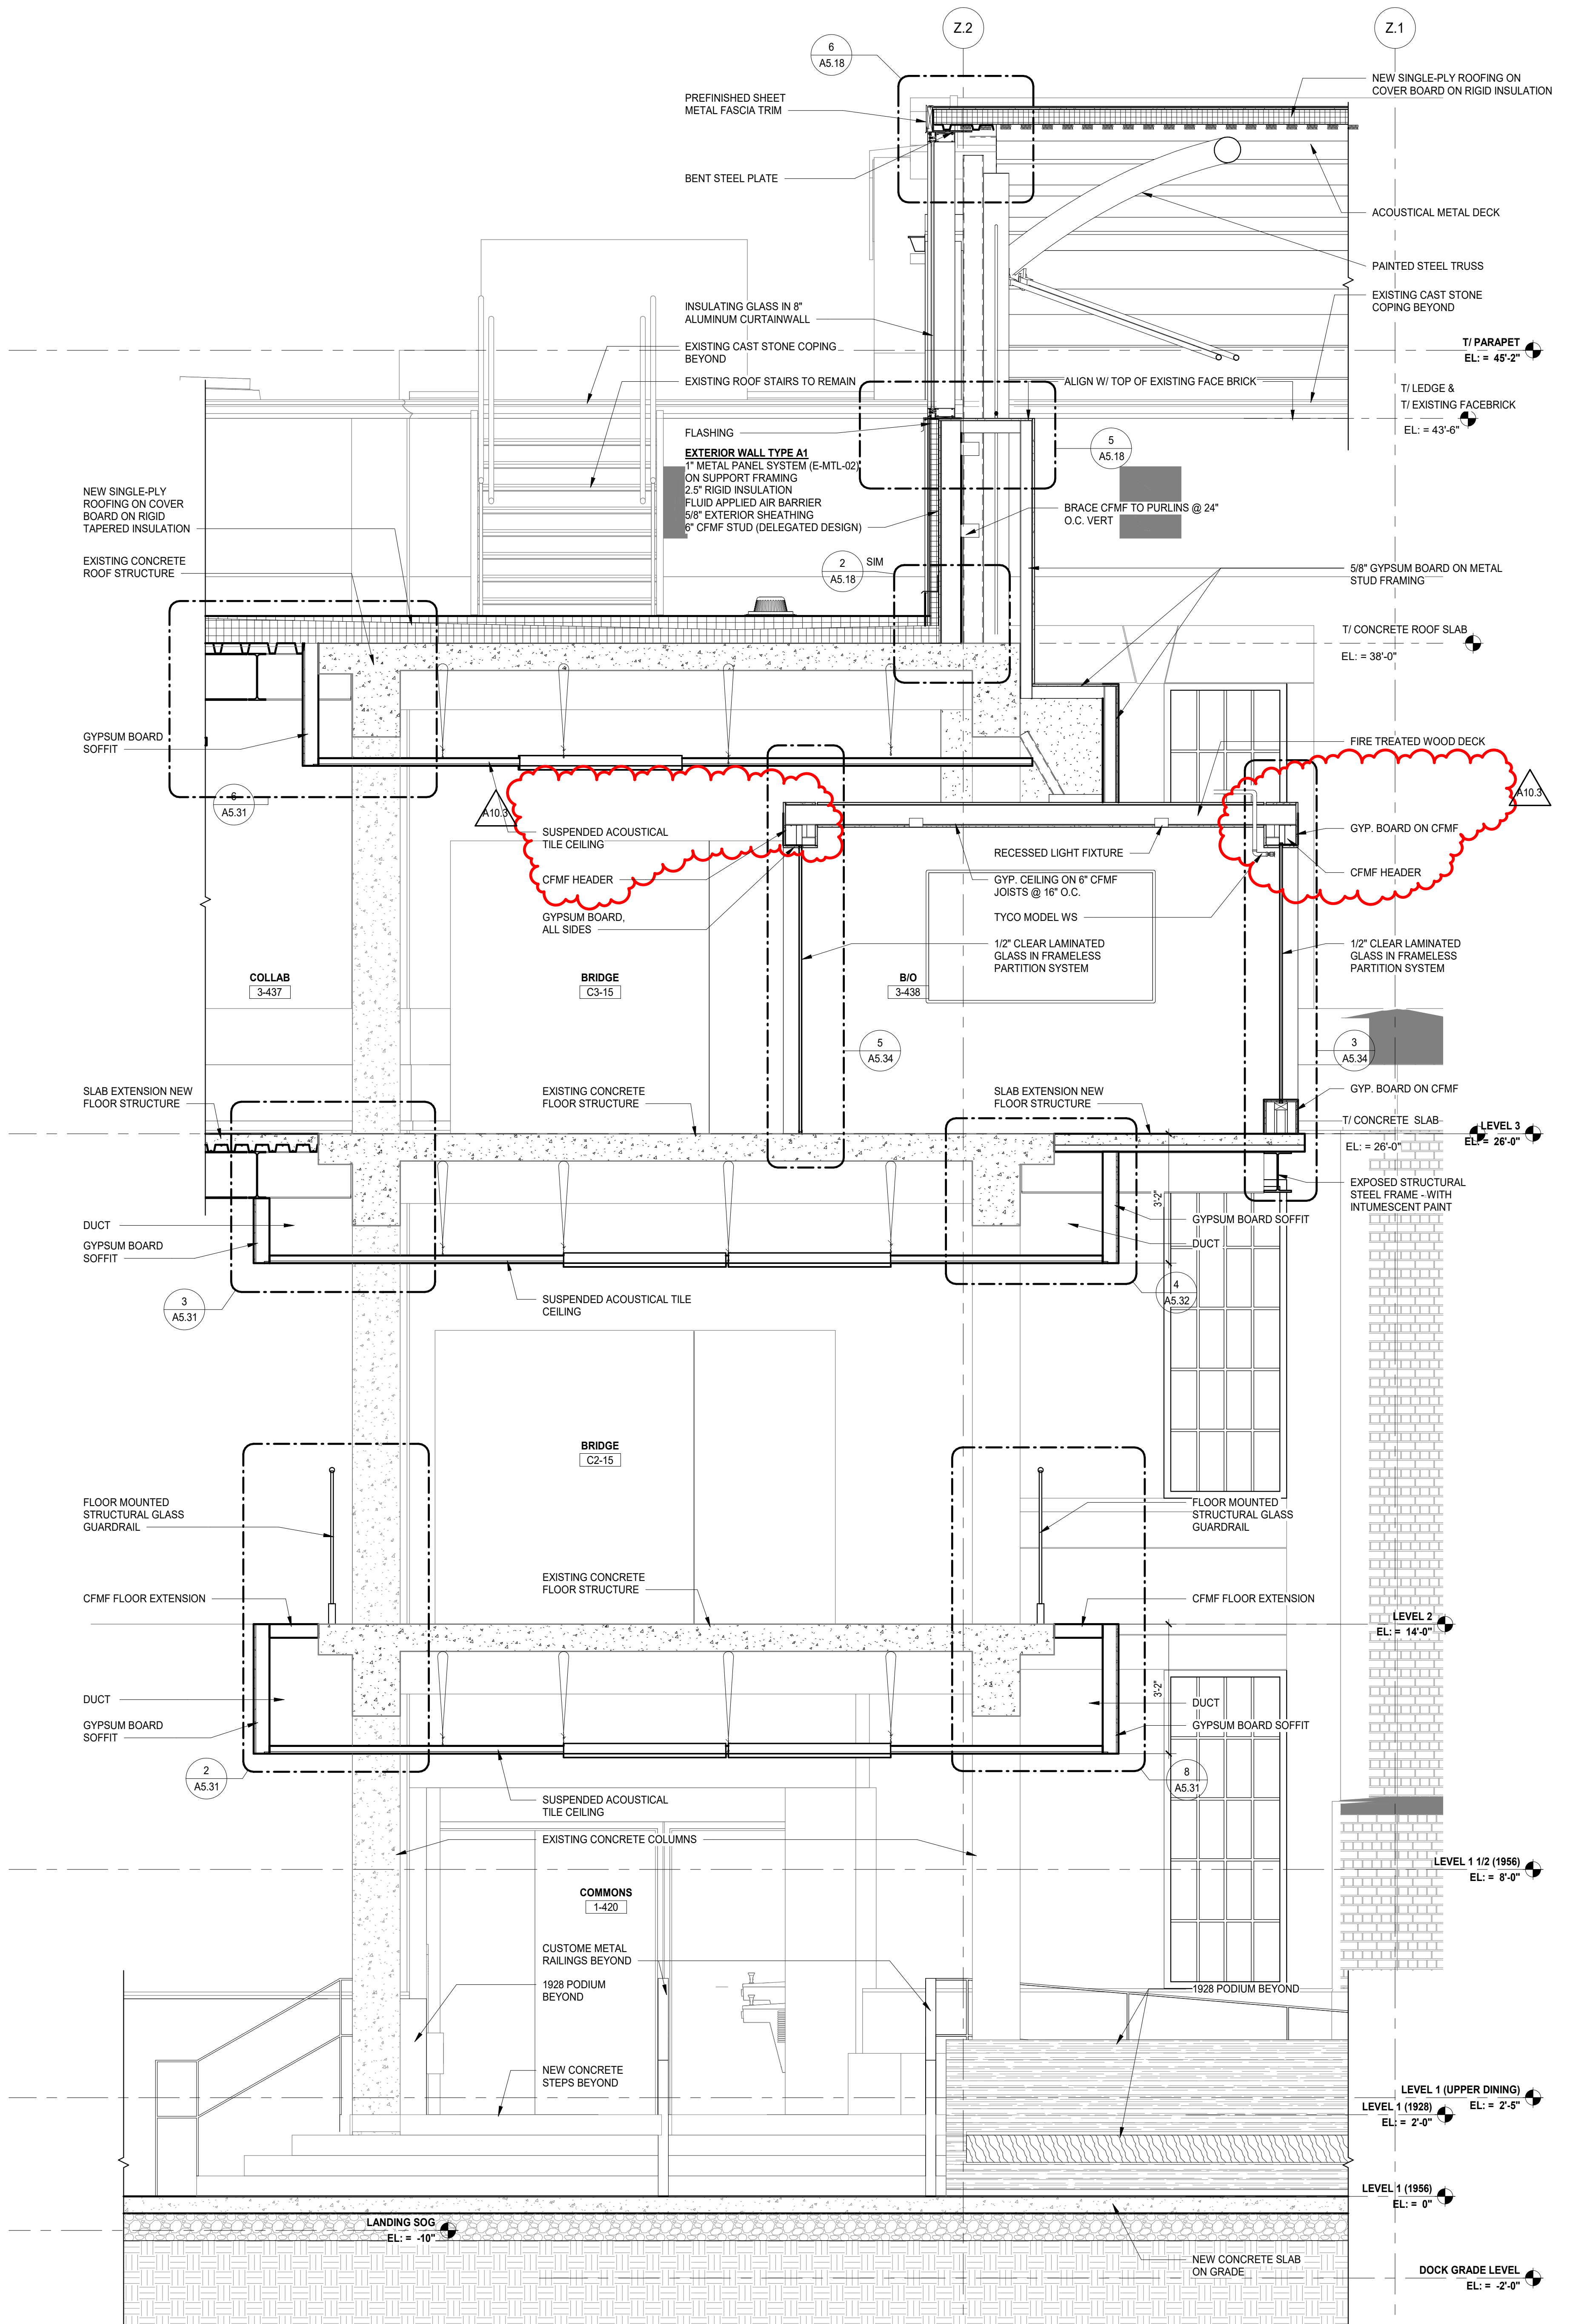 Z.2
Z.1
6
A5.18
NEW SINGLE-PLY ROOFING ON
COVER BOARD ON RIGID INSULATION
PREFINISHED SHEET
METAL FASCIA TRIM
BENT STEEL PLATE
ACOUSTICAL METAL DECK
PAINTED STEEL TRUSS
EXISTING CAST STONE
COPING BEYOND
INSULATING GLASS IN 8"
ALUMINUM CURTAINWALL
EXISTING CAST STONE COPING
BEYOND
T/ PARAPET
EL: = 45'-2"
EXISTING ROOF STAIRS TO REMAIN
ALIGN W/ TOP OF EXISTING FACE BRICK
T/ LEDGE &
T/ EXISTING FACEBRICK
EL: = 43'-6"
FLASHING
5
A5.18
EXTERIOR WALL TYPE A1
1" METAL PANEL SYSTEM (E-MTL-02)
ON SUPPORT FRAMING
2.5" RIGID INSULATION
FLUID APPLIED AIR BARRIER
5/8" EXTERIOR SHEATHING
6" CFMF STUD (DELEGATED DESIGN)
NEW SINGLE-PLY
ROOFING ON COVER
BOARD ON RIGID
TAPERED INSULATION
BRACE CFMF TO PURLINS @ 24"
O.C. VERT
EXISTING CONCRETE
ROOF STRUCTURE
2
A5.18
SIM
5/8" GYPSUM BOARD ON METAL
STUD FRAMING
T/ CONCRETE ROOF SLAB
EL: = 38'-0"
GYPSUM BOARD
SOFFIT
FIRE TREATED WOOD DECK
6
A5.31
A10.3
A10.3
SUSPENDED ACOUSTICAL
TILE CEILING
GYP. BOARD ON CFMF
RECESSED LIGHT FIXTURE
CFMF HEADER
GYP. CEILING ON 6" CFMF
JOISTS @ 16" O.C.
CFMF HEADER
GYPSUM BOARD,
ALL SIDES
TYCO MODEL WS
1/2" CLEAR LAMINATED
GLASS IN FRAMELESS
PARTITION SYSTEM
1/2" CLEAR LAMINATED
GLASS IN FRAMELESS
PARTITION SYSTEM
COLLAB
3-437
BRIDGE
C3-15
B/O
3-438
5
A5.34
3
A5.34
SLAB EXTENSION NEW
FLOOR STRUCTURE
EXISTING CONCRETE
FLOOR STRUCTURE
SLAB EXTENSION NEW
FLOOR STRUCTURE
GYP. BOARD ON CFMF
T/ CONCRETE SLAB
EL: = 26'-0"
LEVEL 3
EL: = 26'-0"
EXPOSED STRUCTURAL
STEEL FRAME - WITH
INTUMESCENT PAINT
3'-2"
DUCT
GYPSUM BOARD
SOFFIT
GYPSUM BOARD SOFFIT
DUCT
3
A5.31
SUSPENDED ACOUSTICAL TILE
CEILING
4
A5.32
BRIDGE
C2-15
FLOOR MOUNTED
STRUCTURAL GLASS
GUARDRAIL
FLOOR MOUNTED
STRUCTURAL GLASS
GUARDRAIL
EXISTING CONCRETE
FLOOR STRUCTURE
CFMF FLOOR EXTENSION
CFMF FLOOR EXTENSION
LEVEL 2
EL: = 14'-0"
3'-2"
DUCT
GYPSUM BOARD
SOFFIT
DUCT
GYPSUM BOARD SOFFIT
2
A5.31
8
A5.31
SUSPENDED ACOUSTICAL
TILE CEILING
EXISTING CONCRETE COLUMNS
LEVEL 1 1/2 (1956)
EL: = 8'-0"
COMMONS
1-420
CUSTOME METAL
RAILINGS BEYOND
1928 PODIUM
BEYOND
1928 PODIUM BEYOND
NEW CONCRETE
STEPS BEYOND
LEVEL 1 (UPPER DINING)
EL: = 2'-5"
LEVEL 1 (1928)
EL: = 2'-0"
LEVEL 1 (1956)
EL: = 0"
LANDING SOG
EL: = -10"
NEW CONCRETE SLAB
ON GRADE
DOCK GRADE LEVEL
EL: = -2'-0"